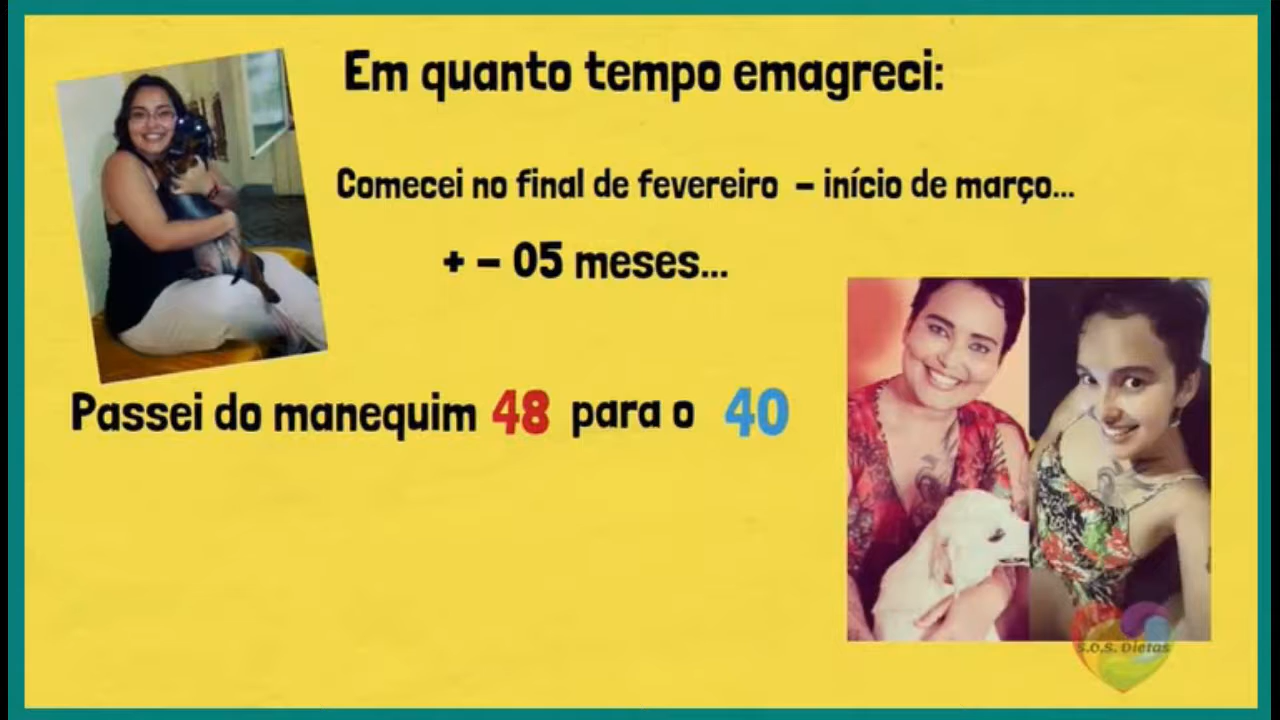 Em quanto tempo emagreci:
Comecei no final de fevereiro – início de março...
+ – 05 meses...
Passei do manequim 48 para o 40
S.O.S. Dietas